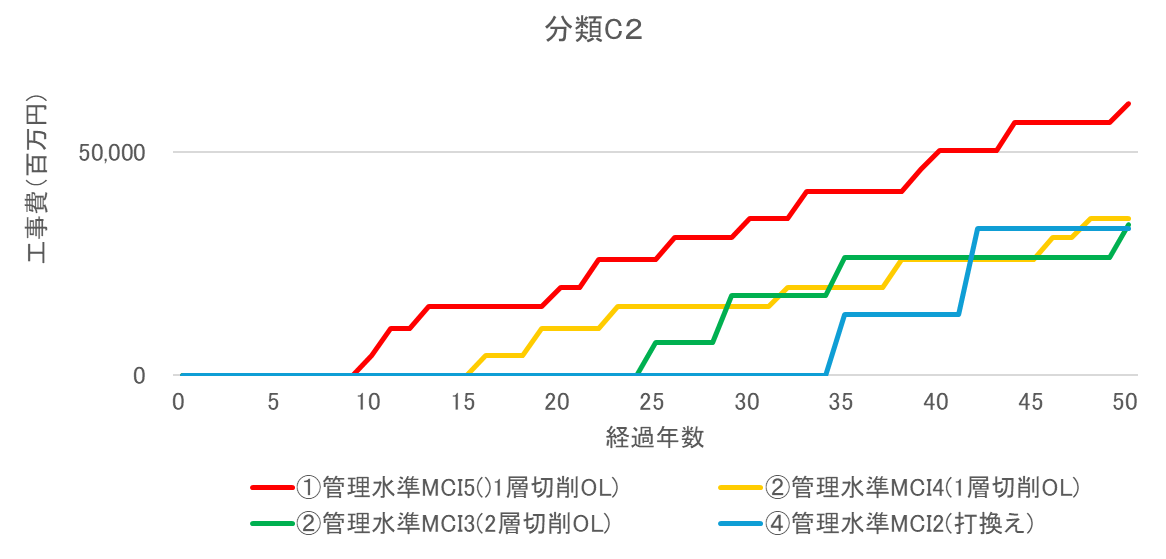 分類C2
工事費(百万円)
50,000
0
0 5 10 15 20 25 30 35 40 45 50
経過年数
①管理水準MCI5()1層切削OL)
②管理水準MCI4(1層切削OL)
②管理水準MCI3(2層切削OL)
④管理水準MCI2(打換え)